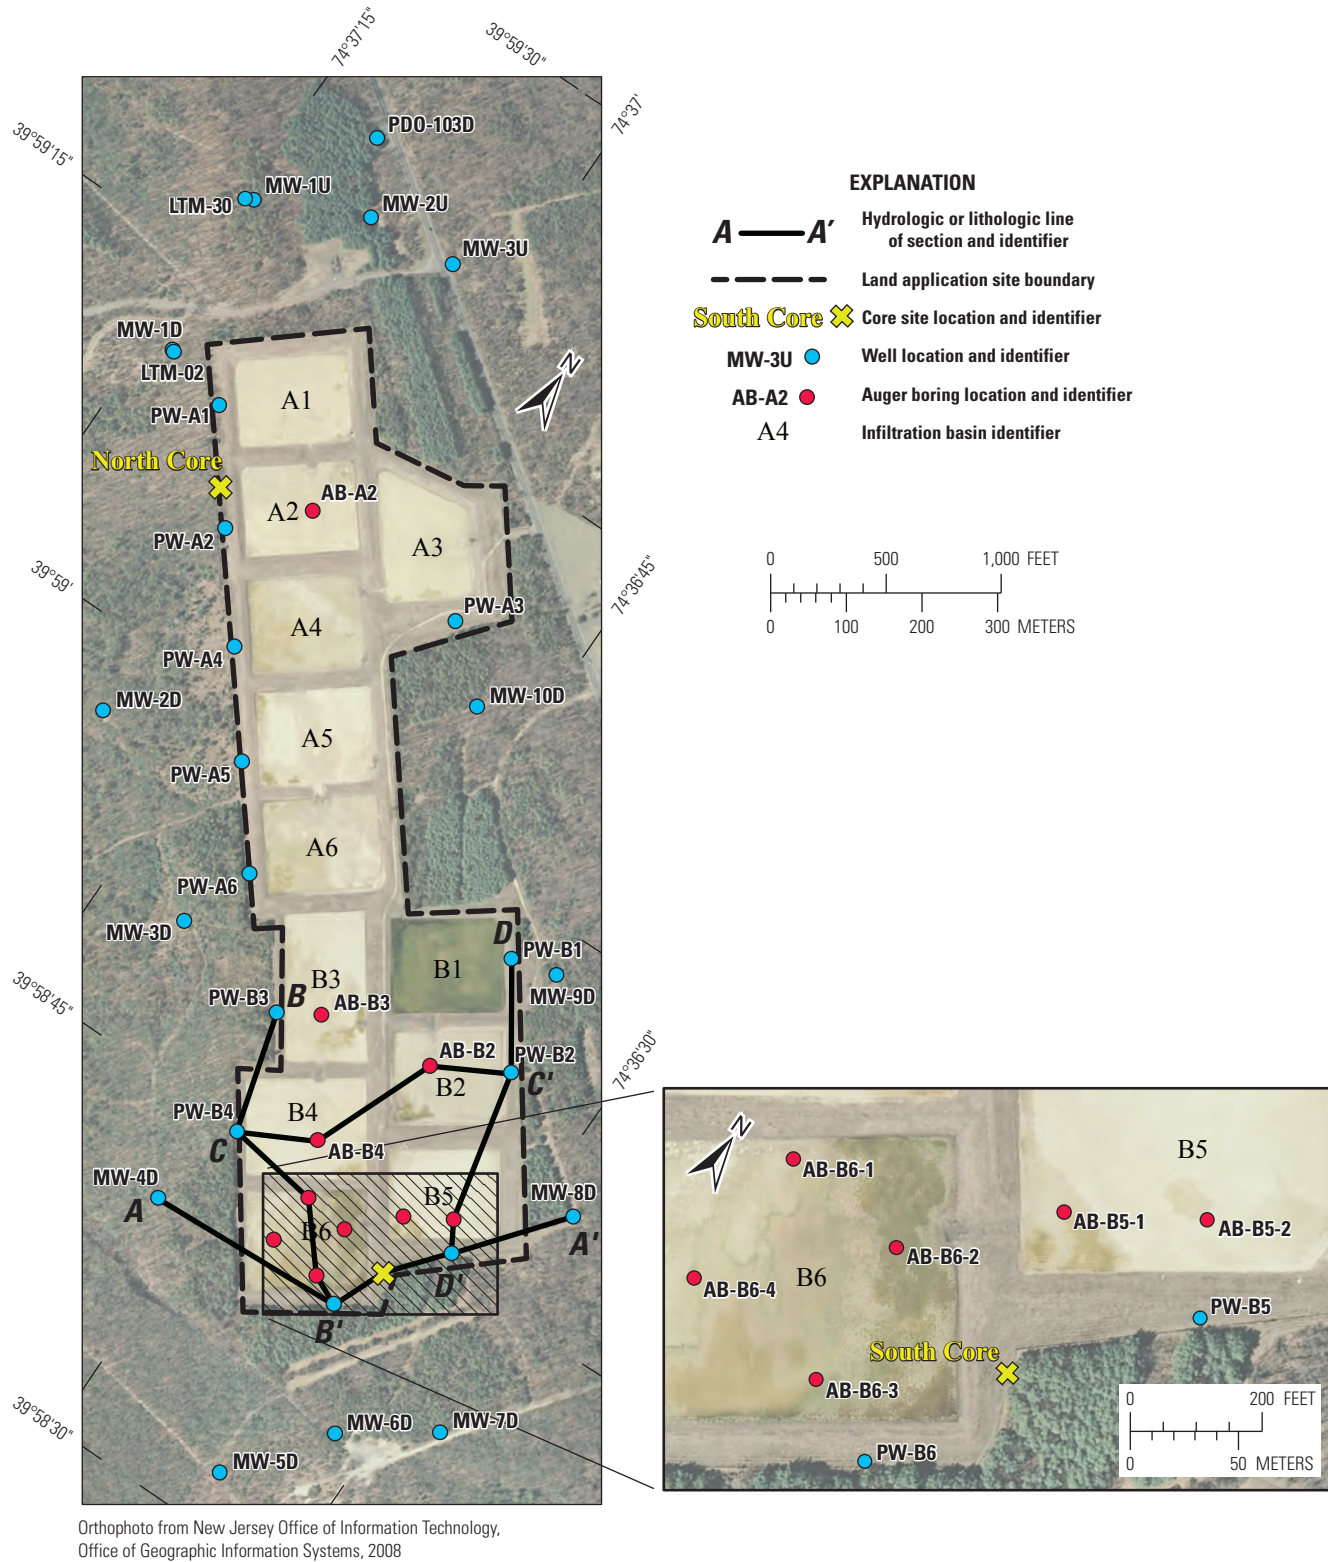 74°37'15"
39°59'30"
74°37'
39°59'15"
PDO-103D
MW-1U
LTM-30
MW-2U
MW-3U
MW-1D
LTM-02
PW-A1
A1
N
North Core
AB-A2
A2
PW-A2
A3
39°59'
74°36'45"
PW-A3
A4
PW-A4
MW-2D
MW-10D
A5
PW-A5
A6
PW-A6
MW-3D
D
PW-B1
B1
MW-9D
B3
39°58'45"
PW-B3
B
AB-B3
AB-B2
PW-B2
C'
B2
74°36'30"
PW-B4
B4
C
AB-B4
MW-4D
A
B5
MW-8D
A'
B6
D'
B'
39°58'30"
MW-6D
MW-7D
MW-5D
EXPLANATION
A A' Hydrologic or lithologic line
of section and identifier
Land application site boundary
South Core Core site location and identifier
MW-3U Well location and identifier
AB-A2 Auger boring location and identifier
A4 Infiltration basin identifier
0 500 1,000 FEET
0 100 200 300 METERS
N
AB-B6-1
B5
AB-B5-1
AB-B5-2
AB-B6-2
AB-B6-4
B6
PW-B5
South Core
AB-B6-3
PW-B6
0 200 FEET
0 50 METERS
Orthophoto from New Jersey Office of Information Technology,
Office of Geographic Information Systems, 2008